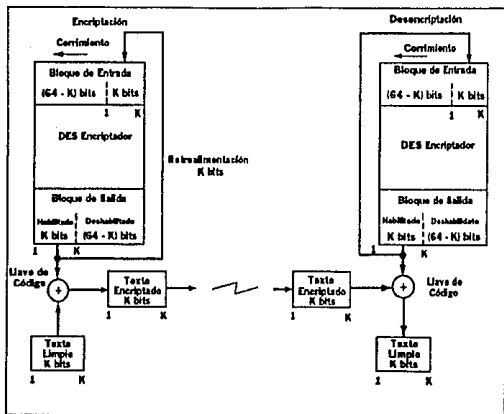 Encriptación
Corrimiento
Bloque de Entrada
(64 - K) bits K bits
1 K
DES Encriptador
Bloque de Salida
Habilitado Deshabilitado
K bits (64 - K) bits
1 K
Retroalimentación
K bits
Llave de
Código
+
Texto
Encriptado
K bits
1 K
Texto
Limpio
K bits
1 K
Desencriptación
Corrimiento
Bloque de Entrada
(64 - K) bits K bits
1 K
DES Encriptador
Bloque de Salida
Habilitado Deshabilitado
K bits (64 - K) bits
1 K
Texto
Encriptado
K bits
1 K
+
Llave de
Código
Texto
Limpio
K bits
1 K